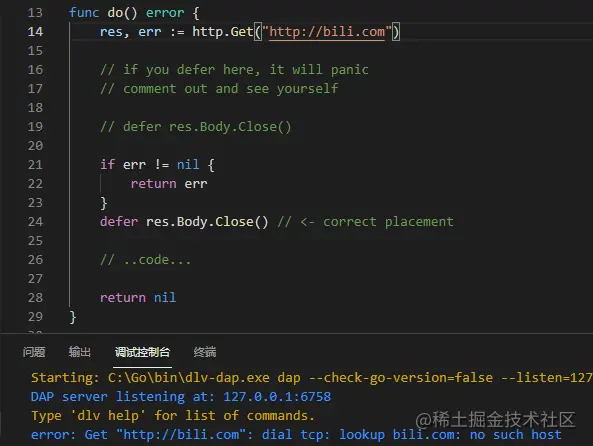 13 func do() error {
14 res, err := http.Get("http://bili.com")
15
16 // if you defer here, it will panic
17 // comment out and see yourself
18
19 // defer res.Body.Close()
20
21 if err != nil {
22 return err
23 }
24 defer res.Body.Close() // <- correct placement
25
26 // ..code...
27
28 return nil
29 }
问题 输出 调试控制台 终端
Starting: C:\Go\bin\dlv-dap.exe dap --check-go-version=false --listen=127
DAP server listening at: 127.0.0.1:6758
Type 'dlv help' for list of commands.
error: Get "http://bili.com": dial tcp: lookup bili.com: no such host
@稀土掘金技术社区